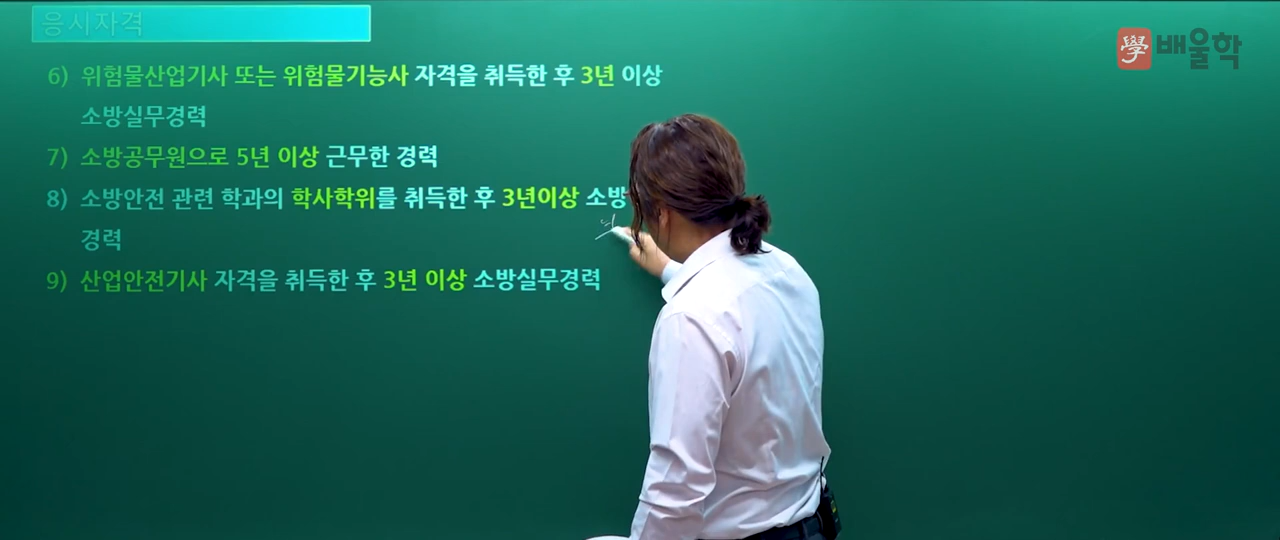 응시자격
學 배울학
6) 위험물산업기사 또는 위험물기능사 자격을 취득한 후 3년 이상
소방실무경력
7) 소방공무원으로 5년 이상 근무한 경력
8) 소방안전 관련 학과의 학사학위를 취득한 후 3년이상 소방
경력
9) 산업안전기사 자격을 취득한 후 3년 이상 소방실무경력